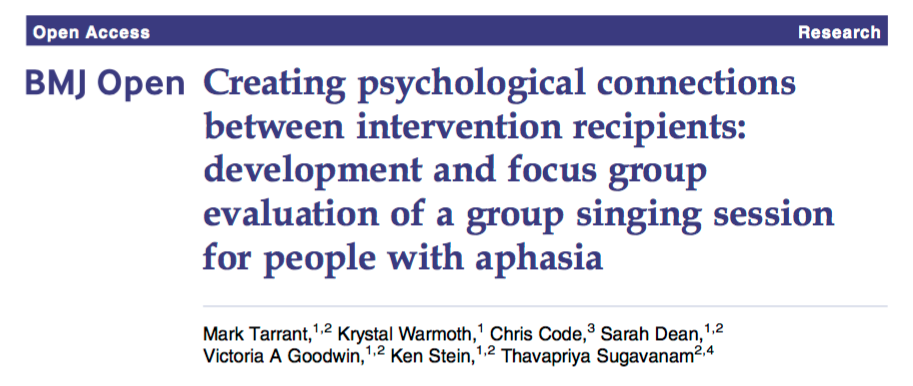 Open Access Research
BMJ Open Creating psychological connections
between intervention recipients:
development and focus group
evaluation of a group singing session
for people with aphasia
Mark Tarrant,1,2 Krystal Warmoth,1 Chris Code,3 Sarah Dean,1,2
Victoria A Goodwin,1,2 Ken Stein,1,2 Thavapriya Sugavanam2,4